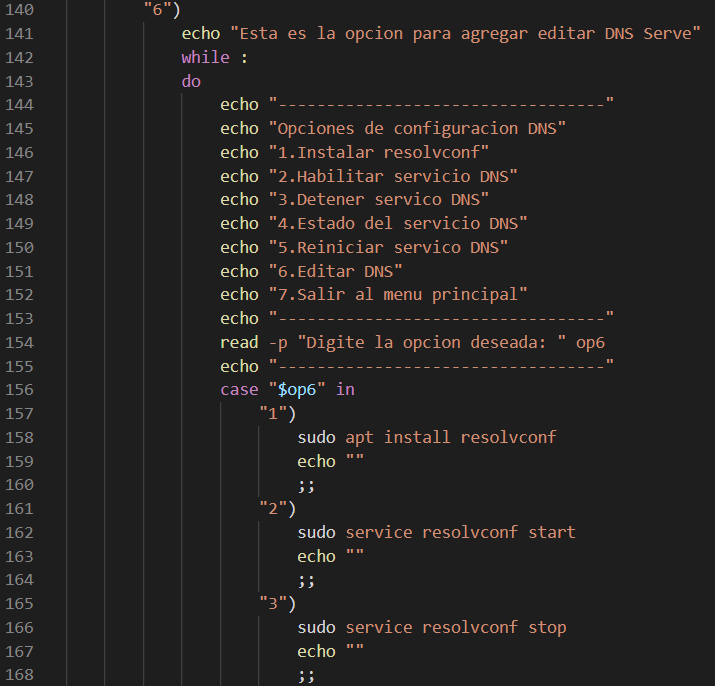 140 "6")
141 echo "Esta es la opcion para agregar editar DNS Serve"
142 while :
143 do
144 echo "----------------------------------"
145 echo "Opciones de configuracion DNS"
146 echo "1.Instalar resolvconf"
147 echo "2.Habilitar servicio DNS"
148 echo "3.Detener servico DNS"
149 echo "4.Estado del servicio DNS"
150 echo "5.Reiniciar servico DNS"
151 echo "6.Editar DNS"
152 echo "7.Salir al menu principal"
153 echo "----------------------------------"
154 read -p "Digite la opcion deseada: " op6
155 echo "----------------------------------"
156 case "$op6" in
157 "1")
158 sudo apt install resolvconf
159 echo ""
160 ;;
161 "2")
162 sudo service resolvconf start
163 echo ""
164 ;;
165 "3")
166 sudo service resolvconf stop
167 echo ""
168 ;;